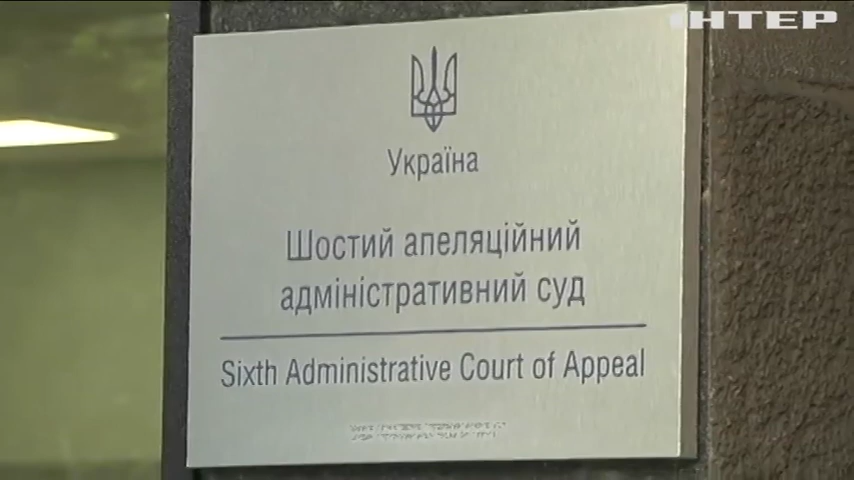 ІНТЕР
Україна
Шостий апеляційний
адміністративний суд
Sixth Administrative Court of Appeal